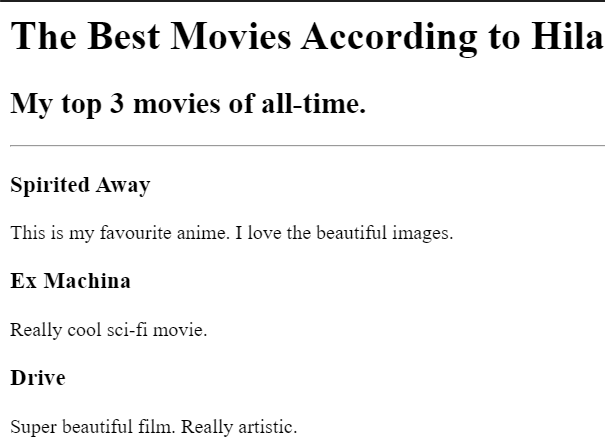 The Best Movies According to Hila
My top 3 movies of all-time.
Spirited Away
This is my favourite anime. I love the beautiful images.
Ex Machina
Really cool sci-fi movie.
Drive
Super beautiful film. Really artistic.